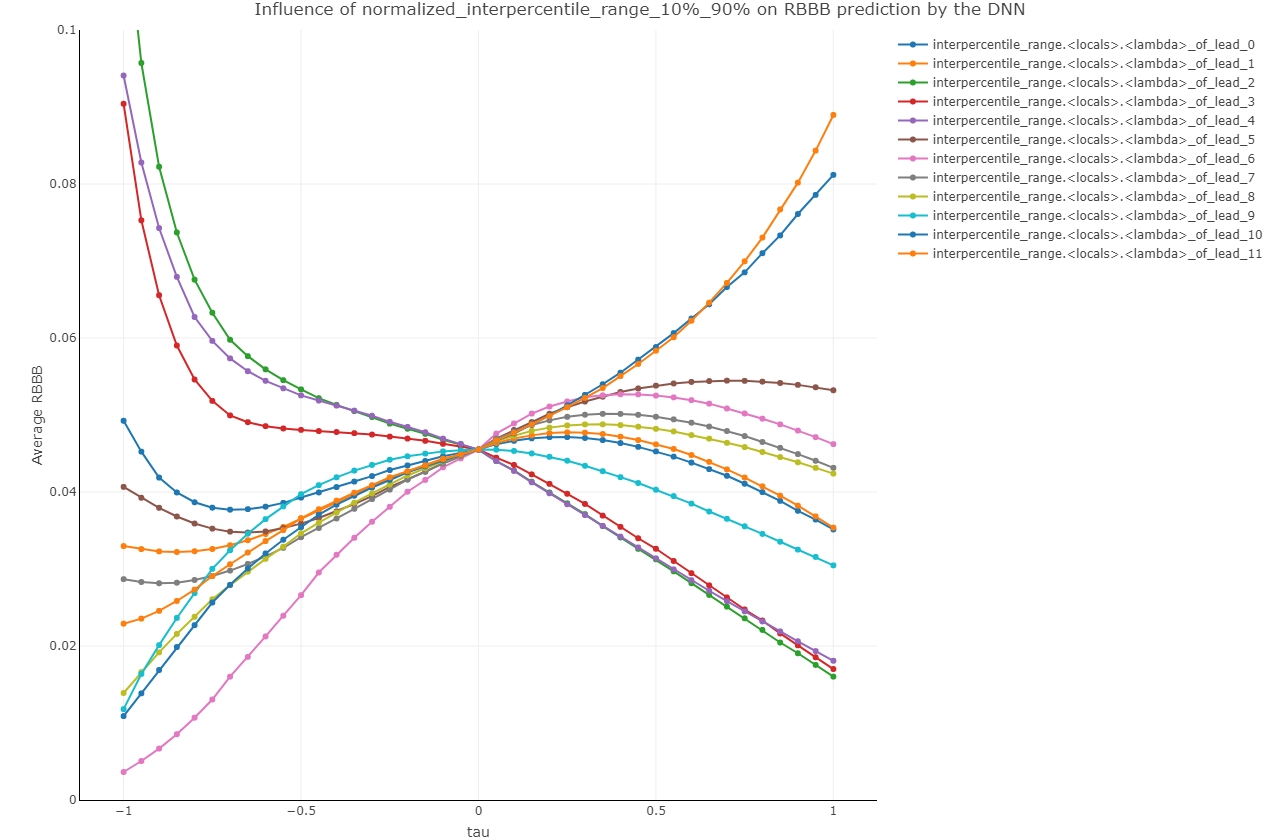 Influence of normalized_interpercentile_range_10%_90% on RBBB prediction by the DNN
0.1
0.08
0.06
0.04
0.02
0
Average RBBB
−1
−0.5
0
0.5
1
tau
interpercentile_range.<locals>.<lambda>_of_lead_0
interpercentile_range.<locals>.<lambda>_of_lead_1
interpercentile_range.<locals>.<lambda>_of_lead_2
interpercentile_range.<locals>.<lambda>_of_lead_3
interpercentile_range.<locals>.<lambda>_of_lead_4
interpercentile_range.<locals>.<lambda>_of_lead_5
interpercentile_range.<locals>.<lambda>_of_lead_6
interpercentile_range.<locals>.<lambda>_of_lead_7
interpercentile_range.<locals>.<lambda>_of_lead_8
interpercentile_range.<locals>.<lambda>_of_lead_9
interpercentile_range.<locals>.<lambda>_of_lead_10
interpercentile_range.<locals>.<lambda>_of_lead_11